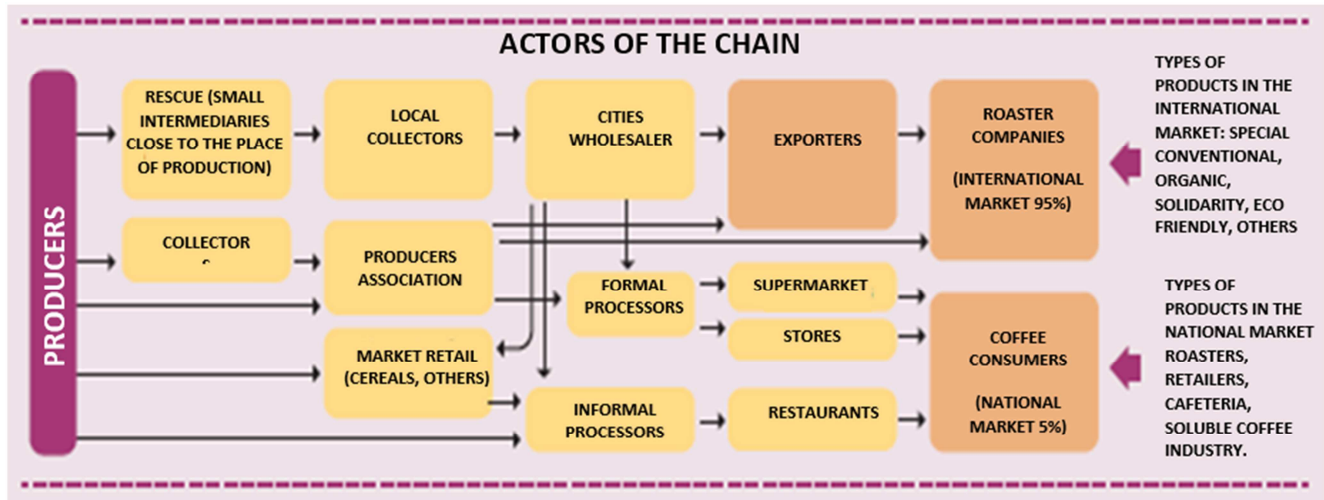 ACTORS OF THE CHAIN
PRODUCERS
RESCUE (SMALL
INTERMEDIARIES
CLOSE TO THE PLACE
OF PRODUCTION)
LOCAL
COLLECTORS
CITIES
WHOLESALER
EXPORTERS
ROASTER
COMPANIES
(INTERNATIONAL
MARKET 95%)
TYPES OF
PRODUCTS IN THE
INTERNATIONAL
MARKET: SPECIAL
CONVENTIONAL,
ORGANIC,
SOLIDARITY, ECO
FRIENDLY, OTHERS
COLLECTOR
PRODUCERS
ASSOCIATION
FORMAL
PROCESSORS
SUPERMARKET
STORES
MARKET RETAIL
(CEREALS, OTHERS)
INFORMAL
PROCESSORS
RESTAURANTS
COFFEE
CONSUMERS
(NATIONAL
MARKET 5%)
TYPES OF
PRODUCTS IN THE
NATIONAL MARKET
ROASTERS,
RETAILERS,
CAFETERIA,
SOLUBLE COFFEE
INDUSTRY.